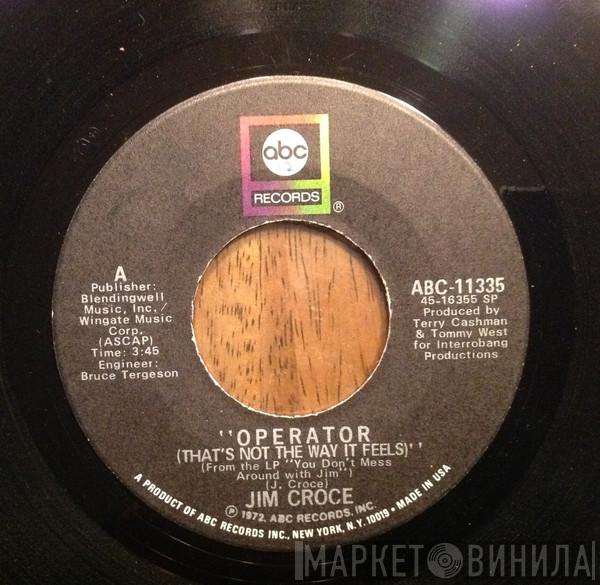 abc
RECORDS
®
A
Publisher:
Blendingwell
Music, Inc./
Wingate Music
Corp.
(ASCAP)
Time: 3:45
Engineer:
Bruce Tergeson
ABC-11335
45-16355 SP
Produced by
Terry Cashman
& Tommy West
for Interrobang
Productions
"OPERATOR
(THAT'S NOT THE WAY IT FEELS)"
(From the LP "You Don't Mess
Around with Jim")
(J. Croce)
JIM CROCE
Ⓟ 1972, ABC RECORDS, INC.
A PRODUCT OF ABC RECORDS INC., NEW YORK, N.Y. 10019 • MADE IN USA
МАРКЕТ ВИНИЛА